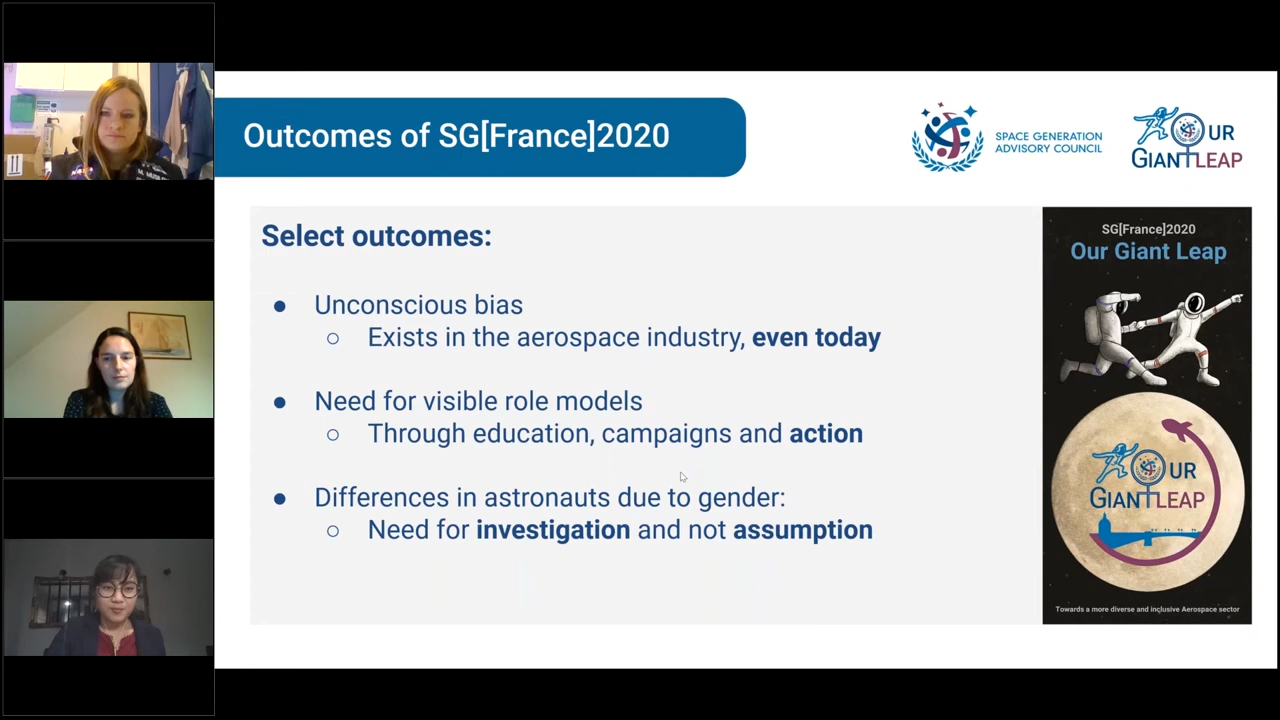 Outcomes of SG[France]2020
SPACE GENERATION
ADVISORY COUNCIL
OUR
GIANT LEAP
Select outcomes:
● Unconscious bias
○ Exists in the aerospace industry, even today
● Need for visible role models
○ Through education, campaigns and action
● Differences in astronauts due to gender:
○ Need for investigation and not assumption
SG[France]2020
Our Giant Leap
OUR
GIANT LEAP
Towards a more diverse and inclusive Aerospace sector